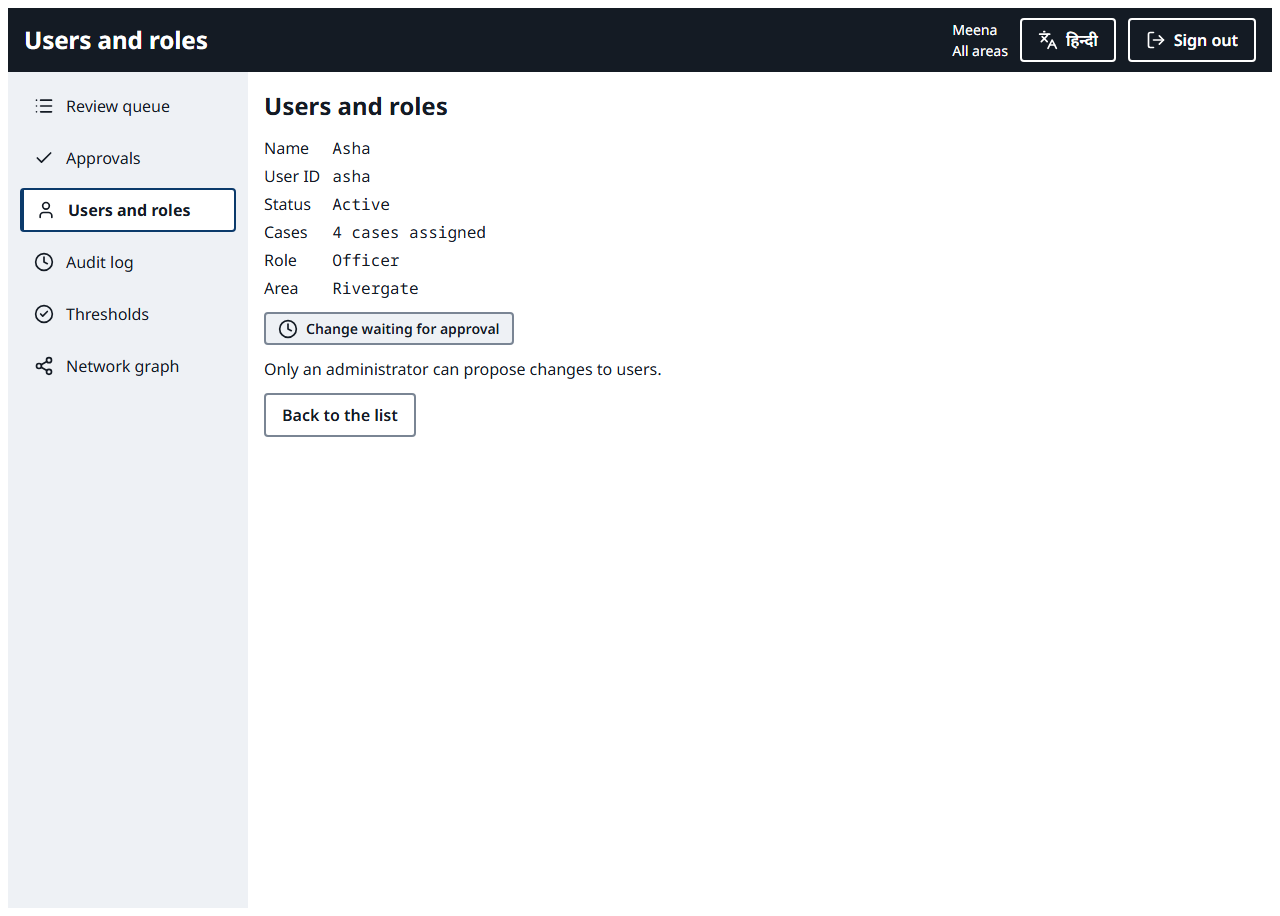 Users and roles
Meena
All areas
हिन्दी
Sign out
Review queue
Approvals
Users and roles
Audit log
Thresholds
Network graph
Users and roles
Name Asha
User ID asha
Status Active
Cases 4 cases assigned
Role Officer
Area Rivergate
Change waiting for approval
Only an administrator can propose changes to users.
Back to the list